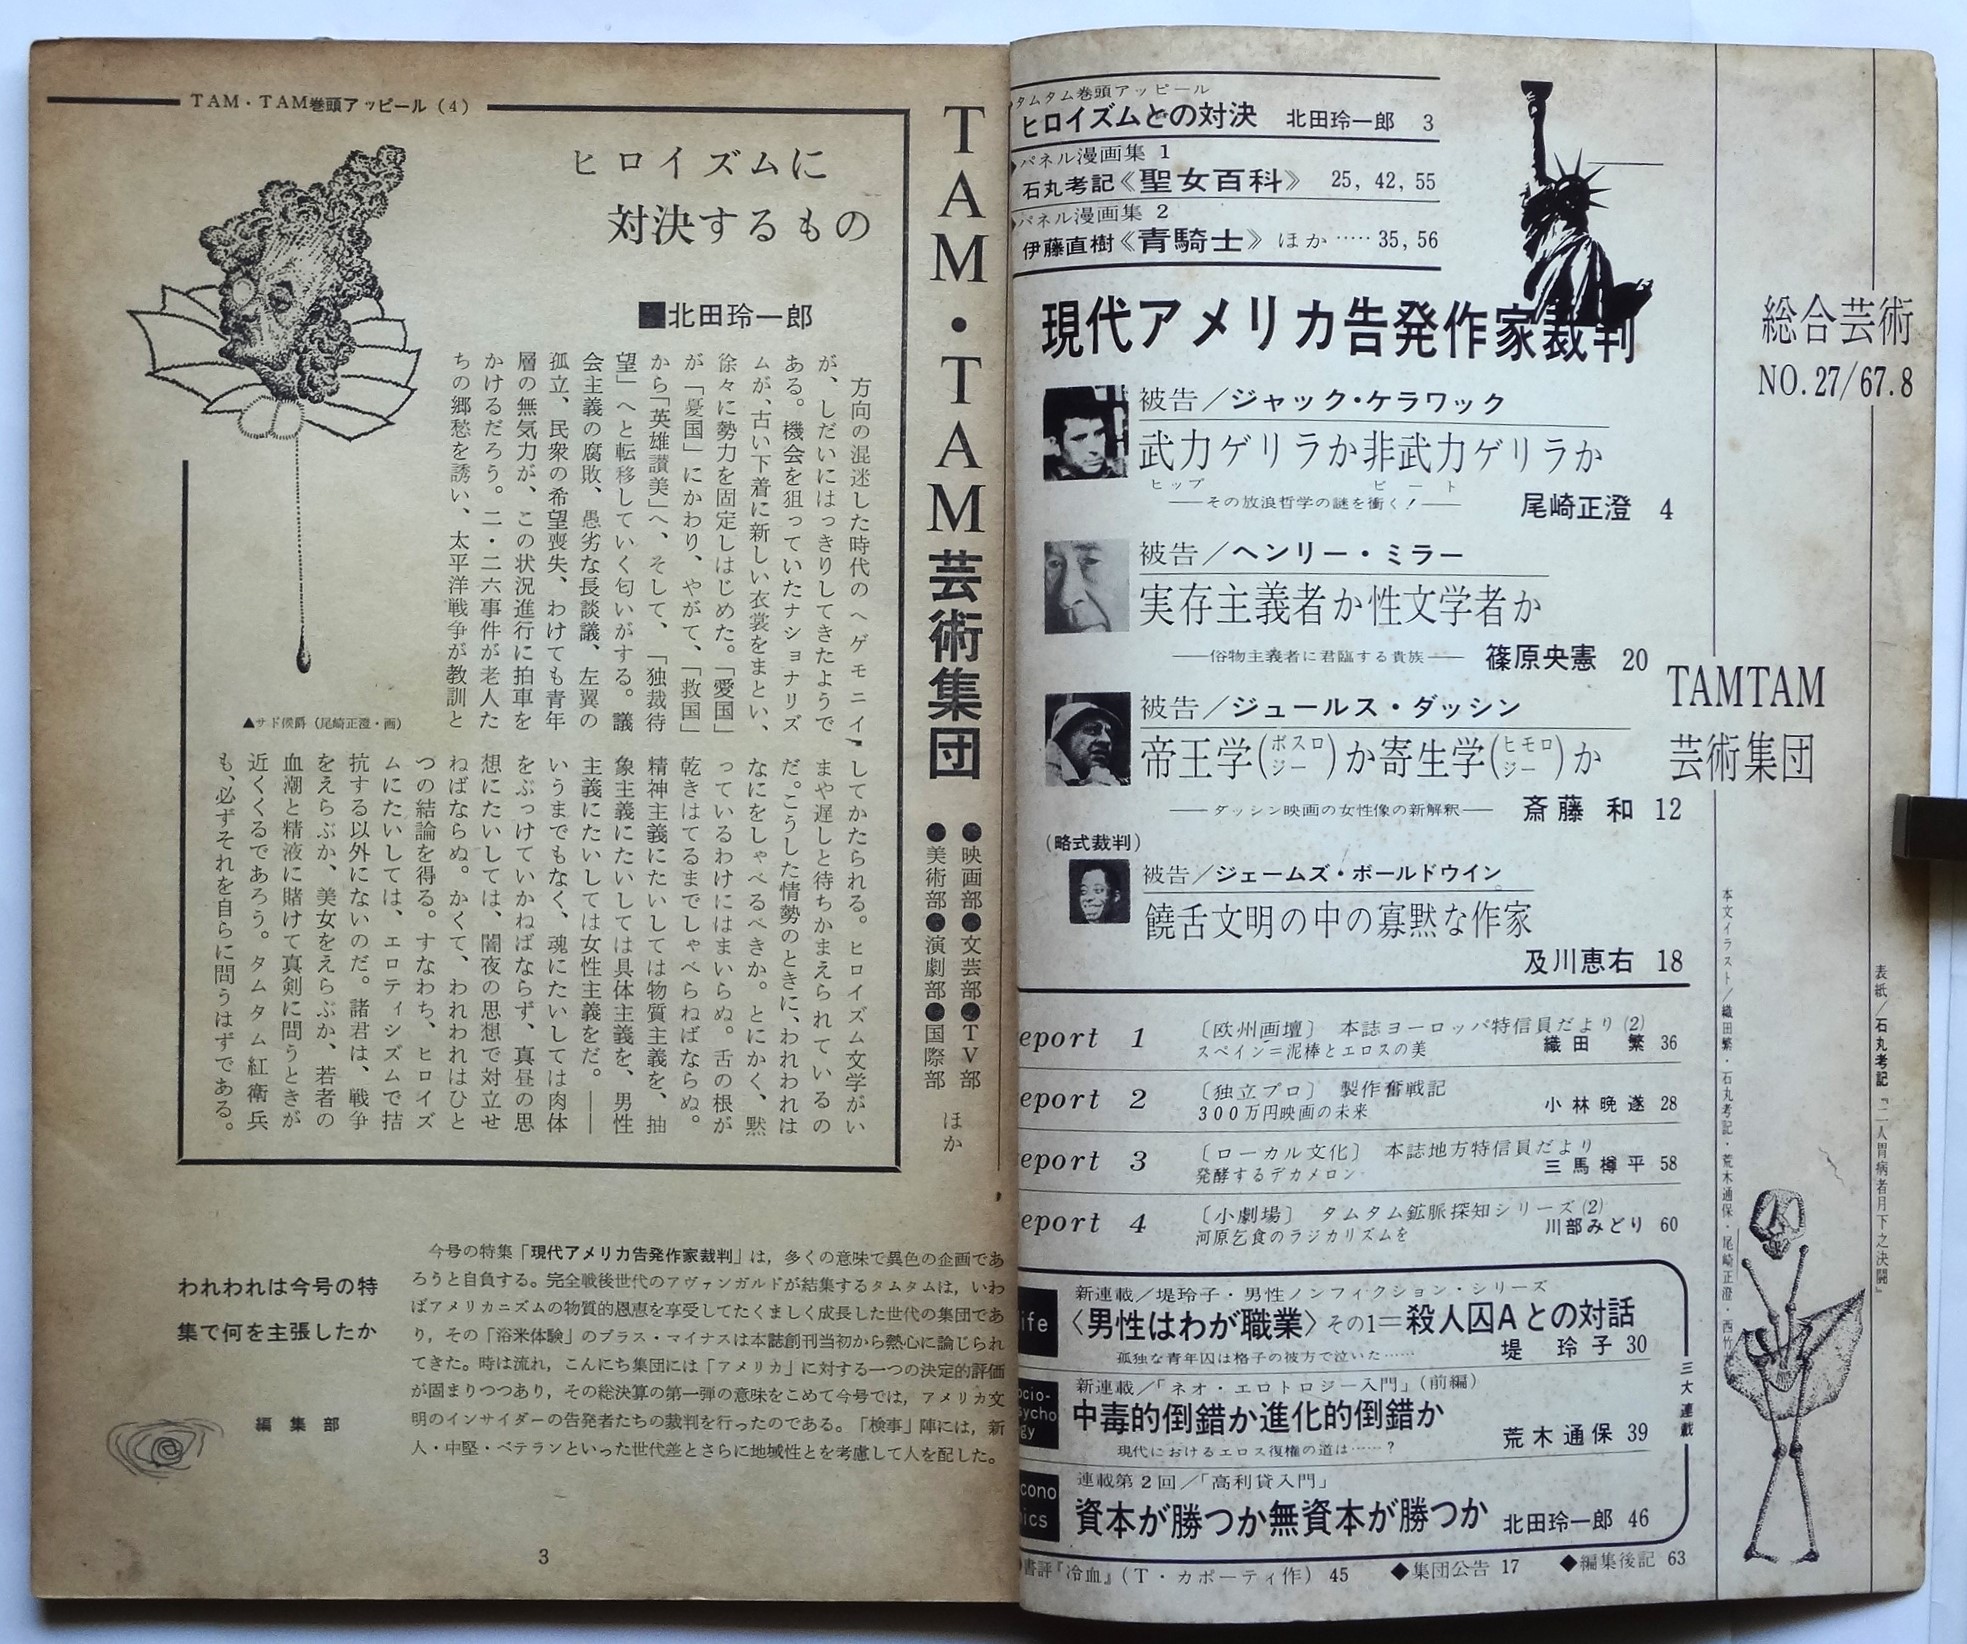 TAM・TAM巻頭アッピール（4）
ヒロイズムに
対決するもの
■北田玲一郎
方向の混迷した時代のヘゲモニイ
が、しだいにはっきりしてきたようで
ある。機会を狙っていたナショナリズ
ムが、古い下着に新しい衣裳をまとい、
徐々に勢力を固定しはじめた。「愛国」
が「憂国」にかわり、やがて、「救国」
から「英雄讃美」へ、そして、「独裁待
望」へと転移していく匂いがする。議
会主義の腐敗、愚劣な長談議、左翼の
孤立、民衆の希望喪失、わけても青年
層の無気力が、この状況進行に拍車を
かけるだろう。二・二六事件が老人た
ちの郷愁を誘い、太平洋戦争が教訓と
してかたられる。ヒロイズム文学がい
まや遅しと待ちかまえられているの
だ。こうした情勢のときに、われわれは
なにをしゃべるべきか。とにかく、黙
っているわけにはまいらぬ。舌の根が
乾きはてるまでしゃべらねばならぬ。
精神主義にたいしては物質主義を、抽
象主義にたいしては具体主義を、男性
主義にたいしては女性主義をだ。――
いうまでもなく、魂にたいしては肉体
をぶっけていかねばならず、真昼の思
想にたいしては、闇夜の思想で対立せ
ねばならぬ。かくて、われわれはひと
つの結論を得る。すなわち、ヒロイズ
ムにたいしては、エロティシズムで拮
抗する以外にないのだ。諸君は、戦争
をえらぶか、美女をえらぶか、若者の
血潮と精液に賭けて真剣に問うときが
近くくるであろう。タムタム紅衛兵
も、必ずそれを自らに問うはずである。
▲サド侯爵（尾崎正澄・画）
TAM・TAM芸術集団
●映画部●文芸部●TV部
●美術部●演劇部●国際部 ほか
われわれは今号の特
集で何を主張したか
編集部
今号の特集「現代アメリカ告発作家裁判」は，多くの意味で異色の企画であ
ろうと自負する。完全戦後世代のアヴァンガルドが結集するタムタムは，いわ
ばアメリカニズムの物質的恩恵を享受してたくましく成長した世代の集団であ
り，その「浴米体験」のプラス・マイナスは本誌創刊当初から熱心に論じられ
てきた。時は流れ，こんにち集団には「アメリカ」に対する一つの決定的評価
が固まりつつあり，その総決算の第一弾の意味をこめて今号では，アメリカ文
明のインサイダーの告発者たちの裁判を行ったのである。「検事」陣には，新
人・中堅・ベテランといった世代差とさらに地域性とを考慮して人を配した。
3
タムタム巻頭アッピール
ヒロイズムとの対決 北田玲一郎 3
パネル漫画集 1
石丸考記《聖女百科》 25, 42, 55
パネル漫画集 2
伊藤直樹《青騎士》ほか……35, 56
現代アメリカ告発作家裁判
被告／ジャック・ケラワック
武力ゲリラか非武力ゲリラか
ヒップ ビート
――その放浪哲学の謎を衝く！――
尾崎正澄 4
被告／ヘンリー・ミラー
実存主義者か性文学者か
――俗物主義者に君臨する貴族――
篠原央憲 20
被告／ジュールス・ダッシン
帝王学（ボスロジー）か寄生学（ヒモロジー）か
――ダッシン映画の女性像の新解釈――
斎藤 和 12
（略式裁判）
被告／ジェームズ・ボールドウイン
饒舌文明の中の寡黙な作家
及川恵右 18
eport 1 〔欧州画壇〕 本誌ヨーロッパ特信員だより（2）
スペイン＝泥棒とエロスの美 織田 繁 36
eport 2 〔独立プロ〕 製作奮戦記
300万円映画の未来 小林晩遂 28
eport 3 〔ローカル文化〕 本誌地方特信員だより
発酵するデカメロン 三馬樽平 58
eport 4 〔小劇場〕 タムタム鉱脈探知シリーズ（2）
河原乞食のラジカリズムを 川部みどり 60
ife
新連載／堤玲子・男性ノンフィクション・シリーズ
〈男性はわが職業〉その1＝殺人囚Aとの対話
孤独な青年囚は格子の彼方で泣いた……
堤 玲子 30
ocio-
sycho
gy
新連載／「ネオ・エロトロジー入門」（前編）
中毒的倒錯か進化的倒錯か
現代におけるエロス復権の道は……？
荒木通保 39
cono
ics
連載第2回／「高利貸入門」
資本が勝つか無資本が勝つか 北田玲一郎 46
三大連載
書評『冷血』（T・カポーティ作） 45 ◆集団公告 17 ◆編集後記 63
総合芸術
NO. 27/67. 8
TAMTAM
芸術集団
本文イラスト／織田繁・石丸考記・荒木通保・尾崎正澄・西竹
表紙／石丸考記『二人胃病者月下之決闘』